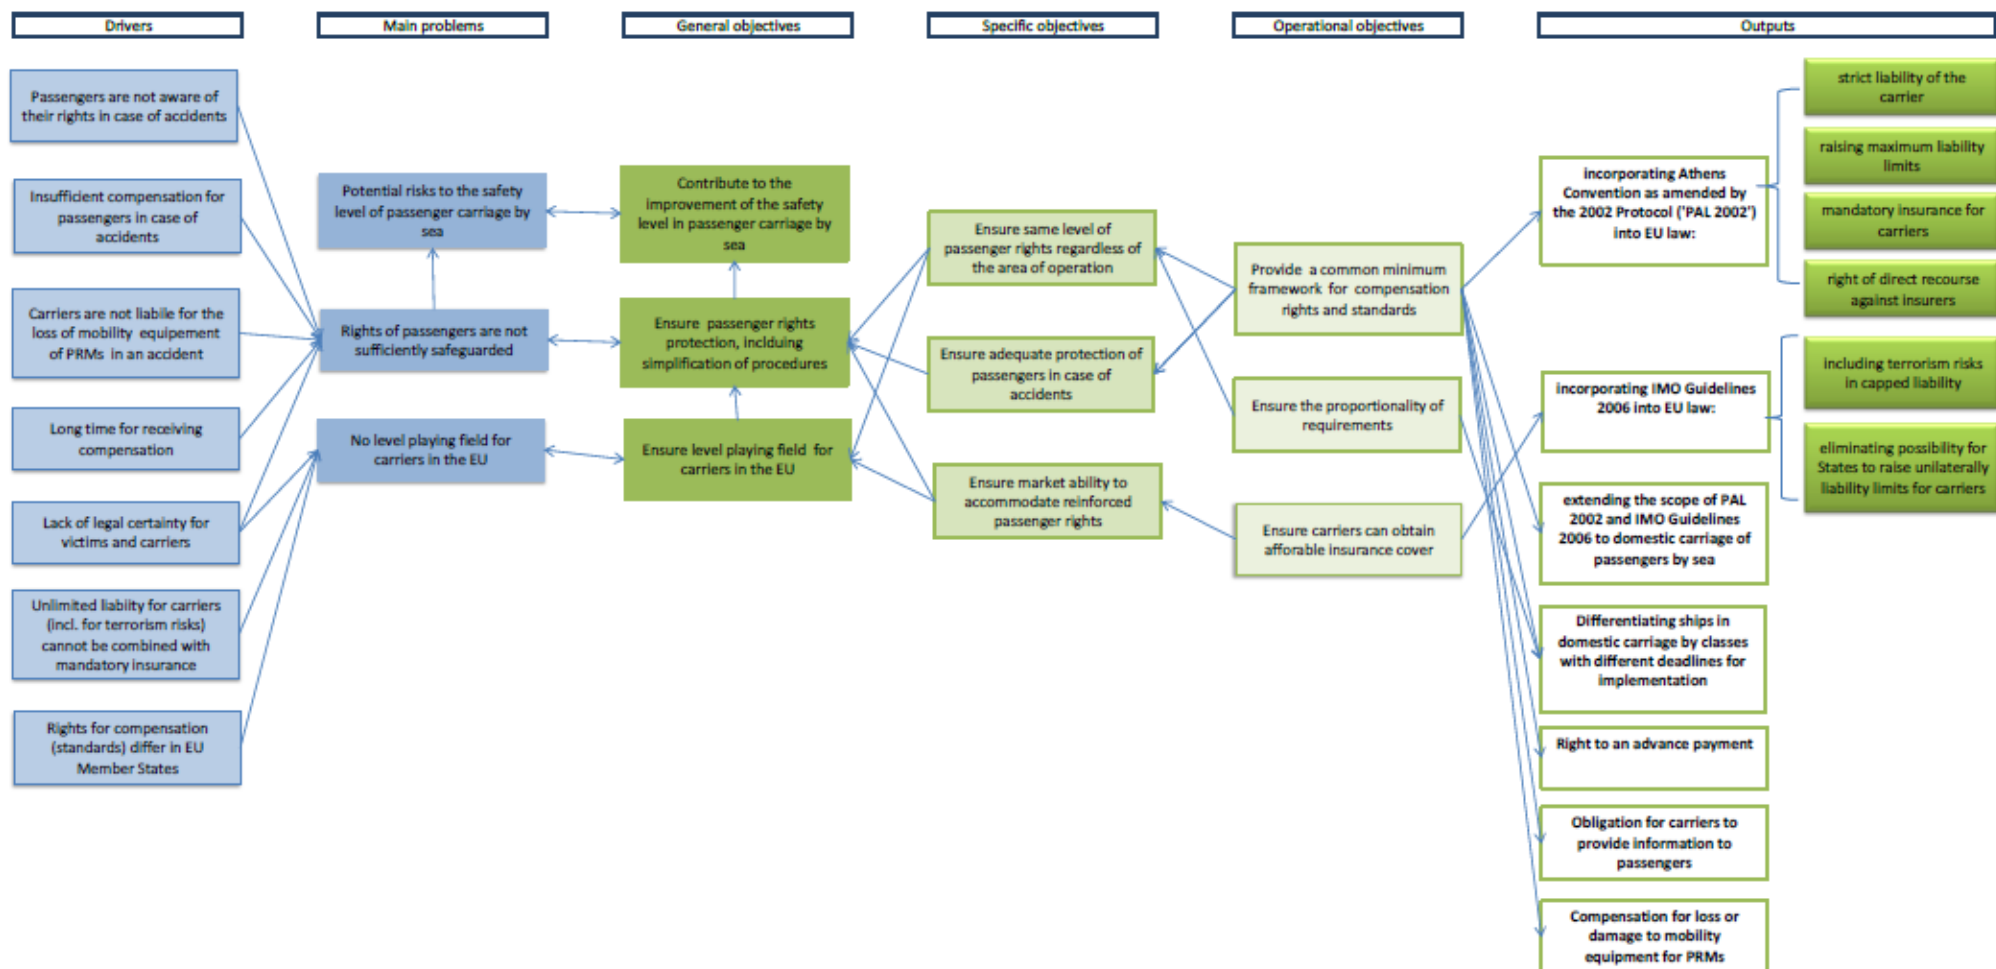 Drivers
Main problems
General objectives
Specific objectives
Operational objectives
Outputs
Passengers are not aware of
their rights in case of accidents
Insufficient compensation for
passengers in case of
accidents
Carriers are not liabile for the
loss of mobility equipement
of PRMs in an accident
Long time for receiving
compensation
Lack of legal certainty for
victims and carriers
Unlimited liabiity for carriers
(incl. for terrorism risks)
cannot be combined with
mandatory insurance
Rights for compensation
(standards) differ in EU
Member States
Potential risks to the safety
level of passenger carriage by
sea
Rights of passengers are not
sufficiently safeguarded
No level playing field for
carriers in the EU
Contribute to the
improvement of the safety
level in passenger carriage by
sea
Ensure passenger rights
protection, including
simplification of procedures
Ensure level playing field for
carriers in the EU
Ensure same level of
passenger rights regardless of
the area of operation
Ensure adequate protection of
passengers in case of
accidents
Ensure market ability to
accommodate reinforced
passenger rights
Provide a common minimum
framework for compensation
rights and standards
Ensure the proportionality of
requirements
Ensure carriers can obtain
afforable insurance cover
incorporating Athens
Convention as amended by
the 2002 Protocol ('PAL 2002')
into EU law:
incorporating IMO Guidelines
2006 into EU law:
extending the scope of PAL
2002 and IMO Guidelines
2006 to domestic carriage of
passengers by sea
Differentiating ships in
domestic carriage by classes
with different deadlines for
implementation
Right to an advance payment
Obligation for carriers to
provide information to
passengers
Compensation for loss or
damage to mobility
equipment for PRMs
strict liability of the
carrier
raising maximum liability
limits
mandatory insurance for
carriers
right of direct recourse
against insurers
including terrorism risks
in capped liability
eliminating possibility for
States to raise unilaterally
liability limits for carriers